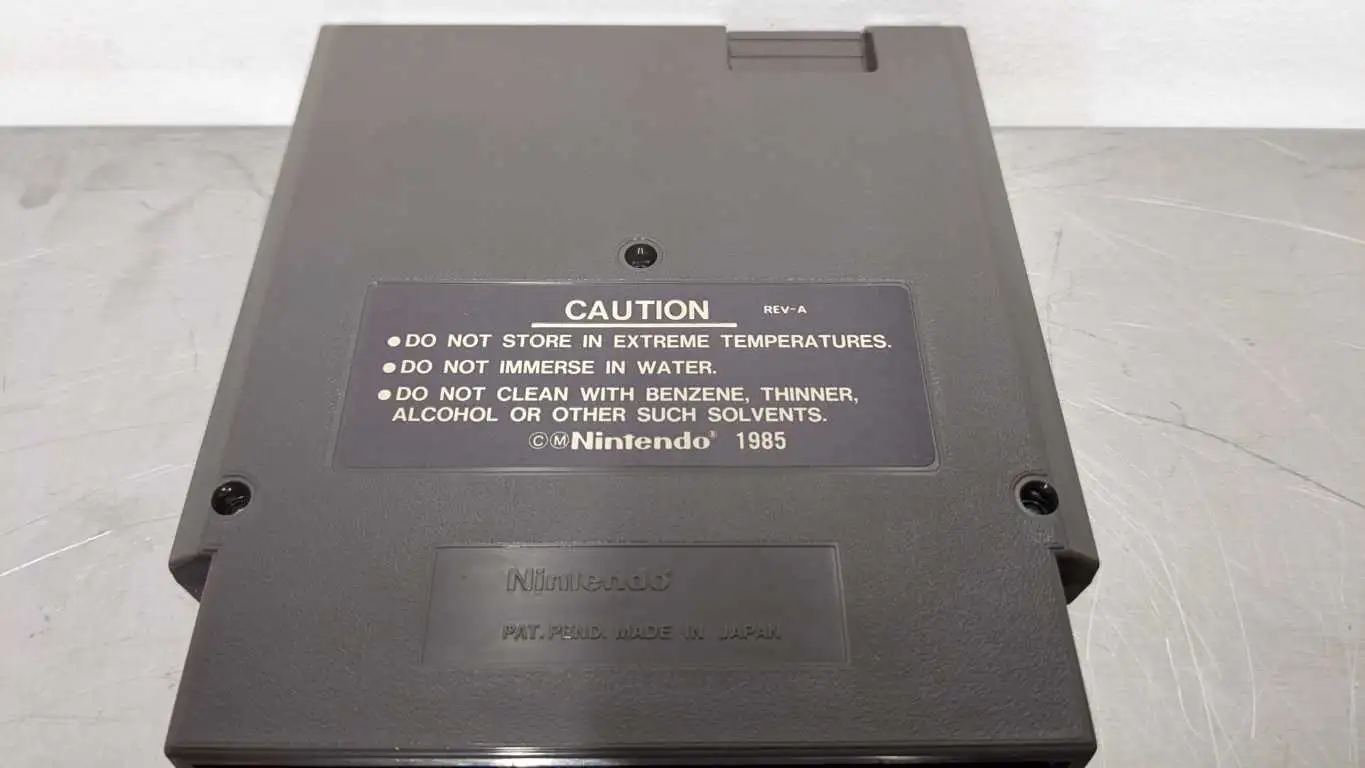 CAUTION REV-A
●DO NOT STORE IN EXTREME TEMPERATURES.
●DO NOT IMMERSE IN WATER.
●DO NOT CLEAN WITH BENZENE, THINNER,
ALCOHOL OR OTHER SUCH SOLVENTS.
©ⓂNintendo® 1985
Nintendo®
PAT. PEND. MADE IN JAPAN